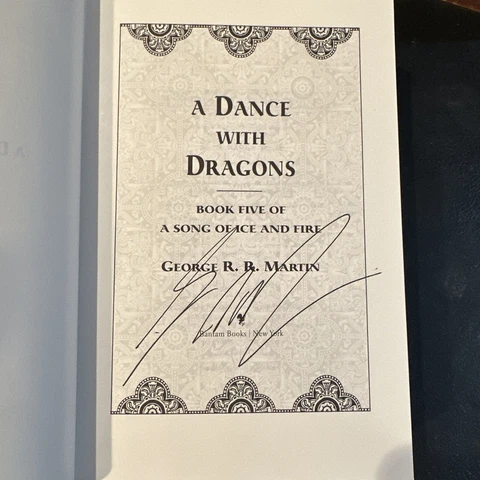 A DANCE
WITH
DRAGONS
BOOK FIVE OF
A SONG OF ICE AND FIRE
GEORGE R. R. MARTIN
Bantam Books | New York